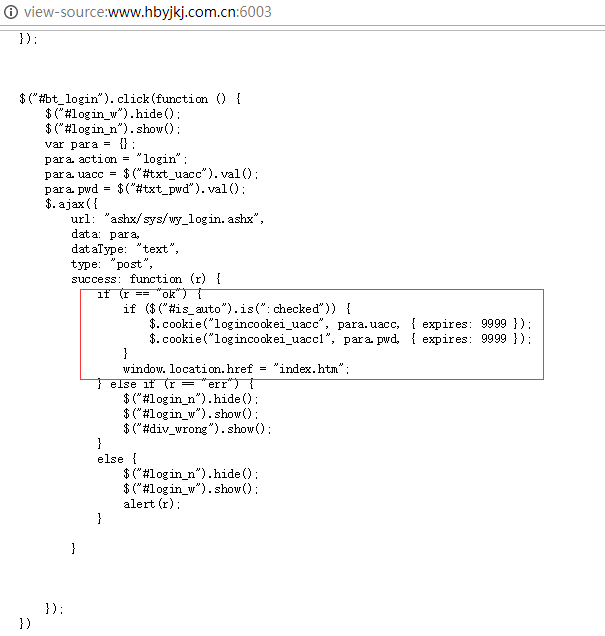 view-source:www.hbyjkj.com.cn:6003
});
$("#bt_login").click(function () {
$("#login_w").hide();
$("#login_n").show();
var para = {};
para.action = "login";
para.uacc = $("#txt_uacc").val();
para.pwd = $("#txt_pwd").val();
$.ajax({
url: "ashx/sys/wy_login.ashx",
data: para,
dataType: "text",
type: "post",
success: function (r) {
if (r == "ok") {
if ($("#is_auto").is(":checked")) {
$.cookie("logincookei_uacc", para.uacc, { expires: 9999 });
$.cookie("logincookei_uacc1", para.pwd, { expires: 9999 });
}
window.location.href = "index.htm";
} else if (r == "err") {
$("#login_n").hide();
$("#login_w").show();
$("#div_wrong").show();
}
else {
$("#login_n").hide();
$("#login_w").show();
alert(r);
}
}
});
})